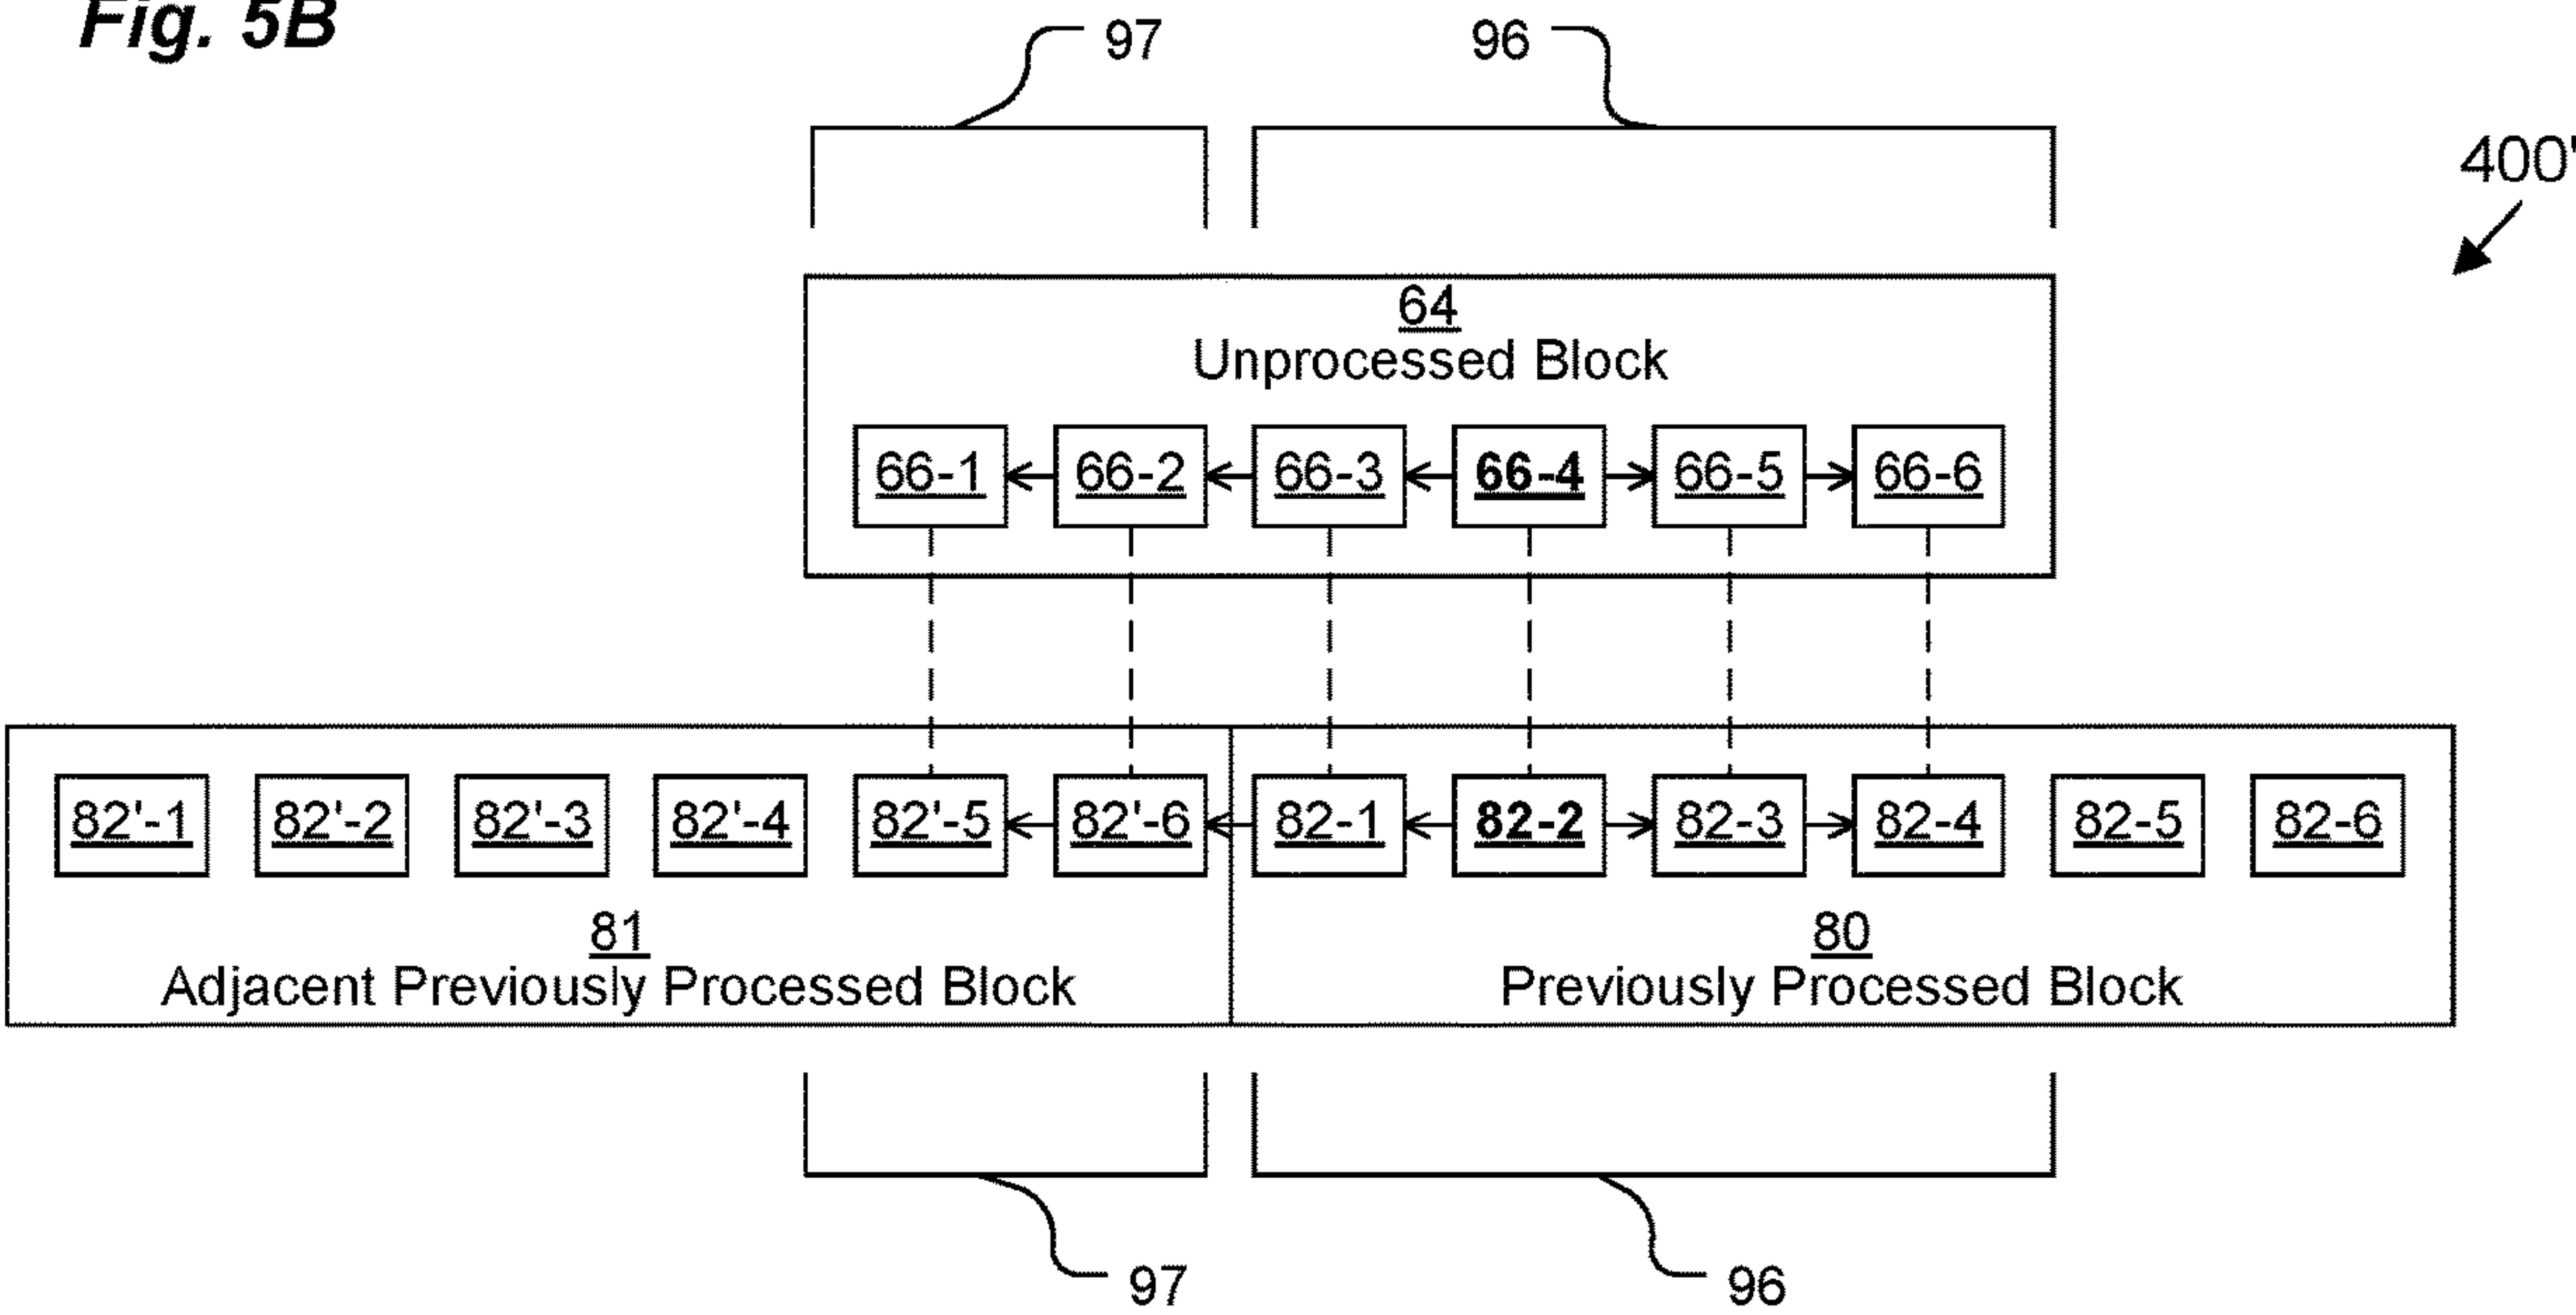 Fig. 5B
97
96
400'
64
Unprocessed Block
66-1 66-2 66-3 66-4 66-5 66-6
82'-1 82'-2 82'-3 82'-4 82'-5 82'-6 82-1 82-2 82-3 82-4 82-5 82-6
81
Adjacent Previously Processed Block
80
Previously Processed Block
97
96